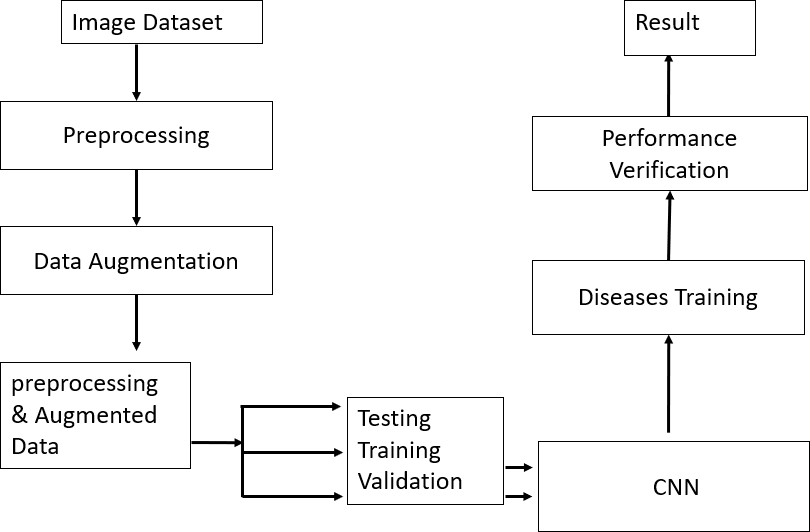 Image Dataset
Preprocessing
Data Augmentation
preprocessing
& Augmented
Data
Testing
Training
Validation
CNN
Diseases Training
Performance
Verification
Result